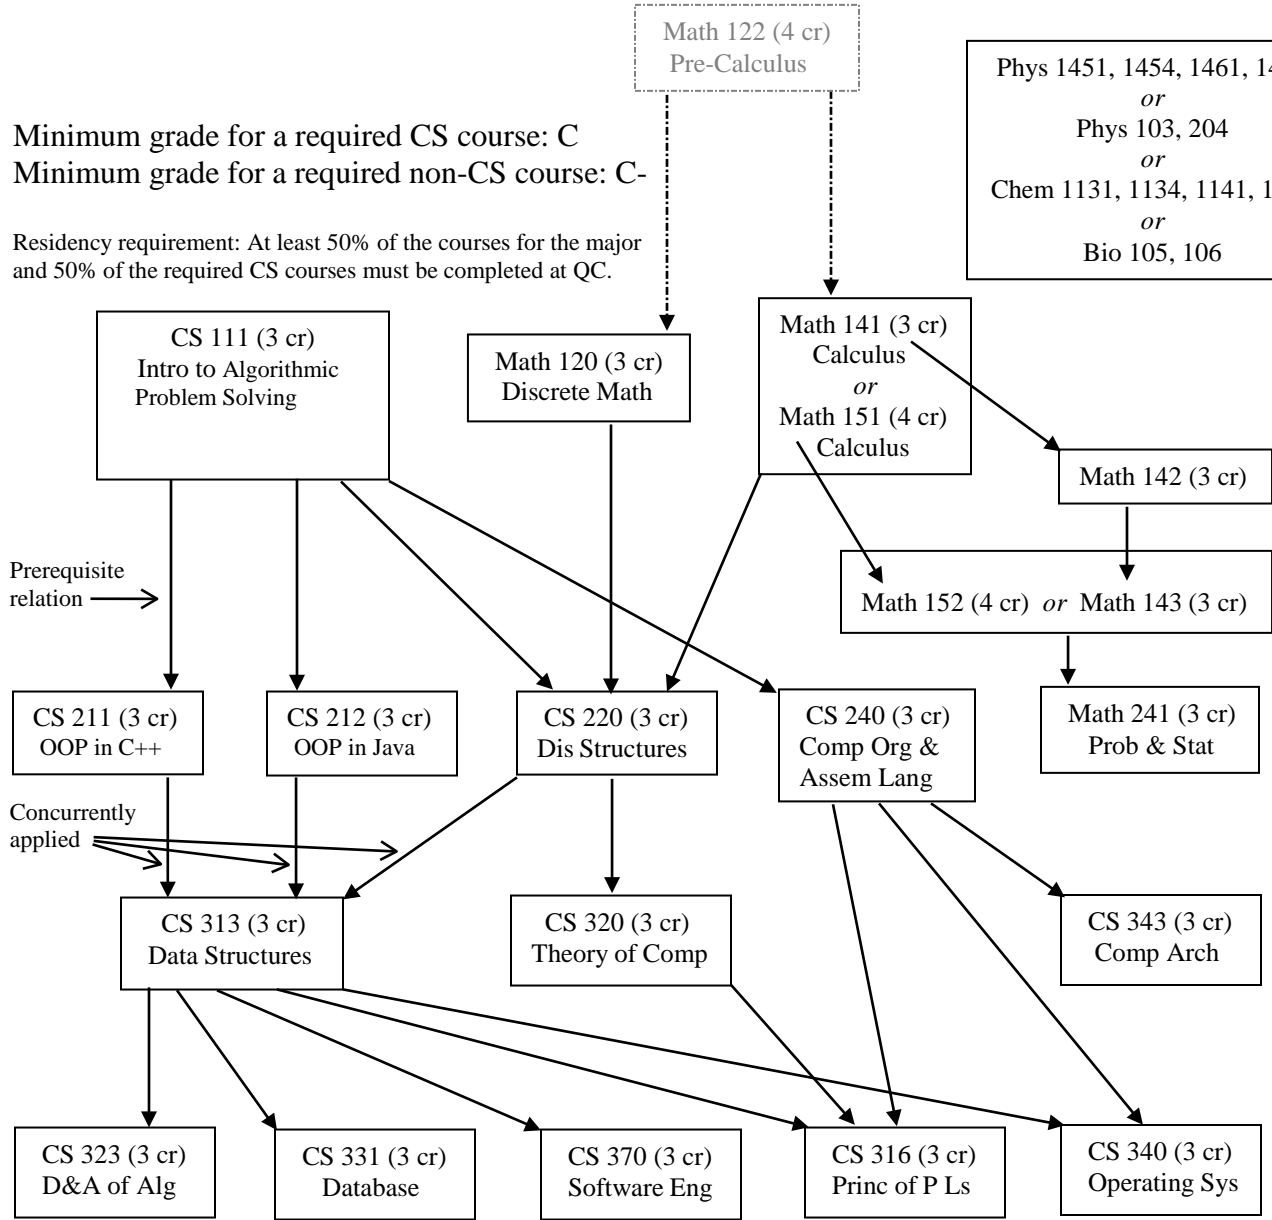 Math 122 (4 cr)
Pre-Calculus
Phys 1451, 1454, 1461, 14
or
Phys 103, 204
or
Chem 1131, 1134, 1141, 1
or
Bio 105, 106
Minimum grade for a required CS course: C
Minimum grade for a required non-CS course: C-
Residency requirement: At least 50% of the courses for the major
and 50% of the required CS courses must be completed at QC.
CS 111 (3 cr)
Intro to Algorithmic
Problem Solving
Math 120 (3 cr)
Discrete Math
Math 141 (3 cr)
Calculus
or
Math 151 (4 cr)
Calculus
Math 142 (3 cr)
Prerequisite
relation
Math 152 (4 cr) or Math 143 (3 cr)
CS 211 (3 cr)
OOP in C++
CS 212 (3 cr)
OOP in Java
CS 220 (3 cr)
Dis Structures
CS 240 (3 cr)
Comp Org &
Assem Lang
Math 241 (3 cr)
Prob & Stat
Concurrently
applied
CS 313 (3 cr)
Data Structures
CS 320 (3 cr)
Theory of Comp
CS 343 (3 cr)
Comp Arch
CS 323 (3 cr)
D&A of Alg
CS 331 (3 cr)
Database
CS 370 (3 cr)
Software Eng
CS 316 (3 cr)
Princ of P Ls
CS 340 (3 cr)
Operating Sys